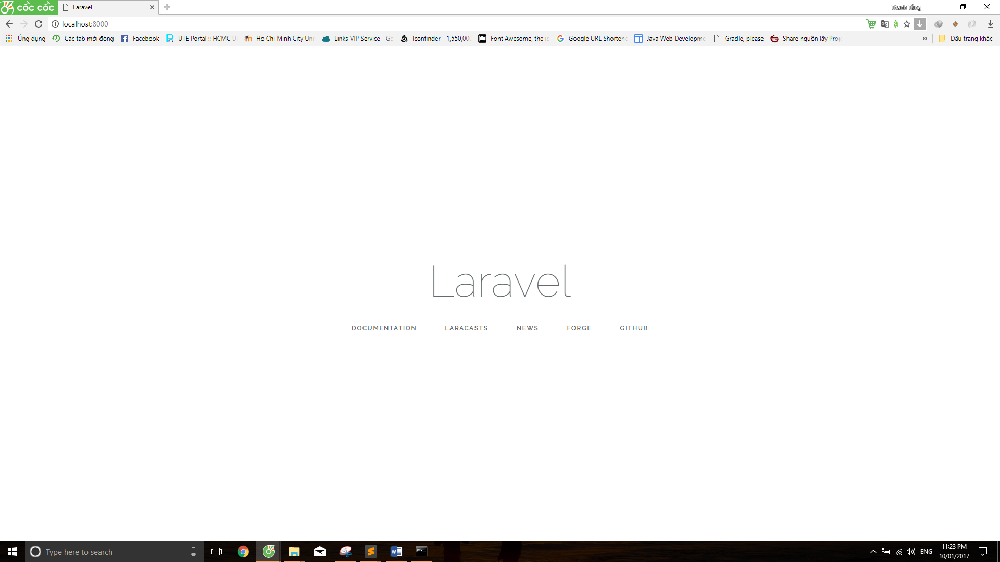 cốc cốc
Laravel
Thanh Tùng
localhost:8000
Ứng dụng
Các tab mới đóng
Facebook
UTE Portal :: HCMC U
Ho Chi Minh City Uni
Links VIP Service - Ge
Iconfinder - 1,550,000
Font Awesome, the ic
Google URL Shortene
Java Web Developme
Gradle, please
Share nguồn lấy Proj
»
Dấu trang khác
Laravel
DOCUMENTATION LARACASTS NEWS FORGE GITHUB
Type here to search
ENG
11:23 PM
10/01/2017